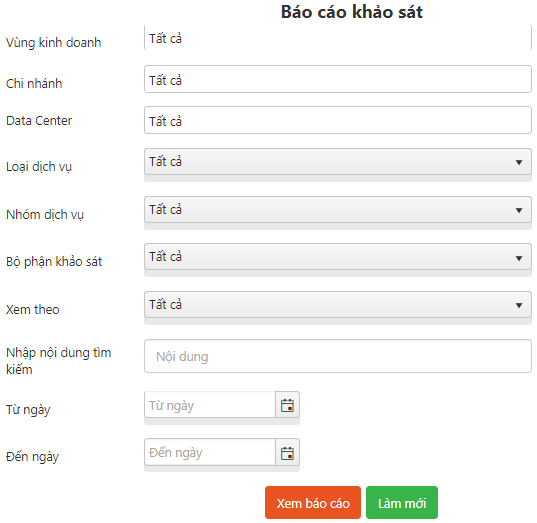 Báo cáo khảo sát
Vùng kinh doanh
Tất cả
Chi nhánh
Tất cả
Data Center
Tất cả
Loại dịch vụ
Tất cả
Nhóm dịch vụ
Tất cả
Bộ phận khảo sát
Tất cả
Xem theo
Tất cả
Nhập nội dung tìm
kiếm
Nội dung
Từ ngày
Từ ngày
Đến ngày
Đến ngày
Xem báo cáo
Làm mới